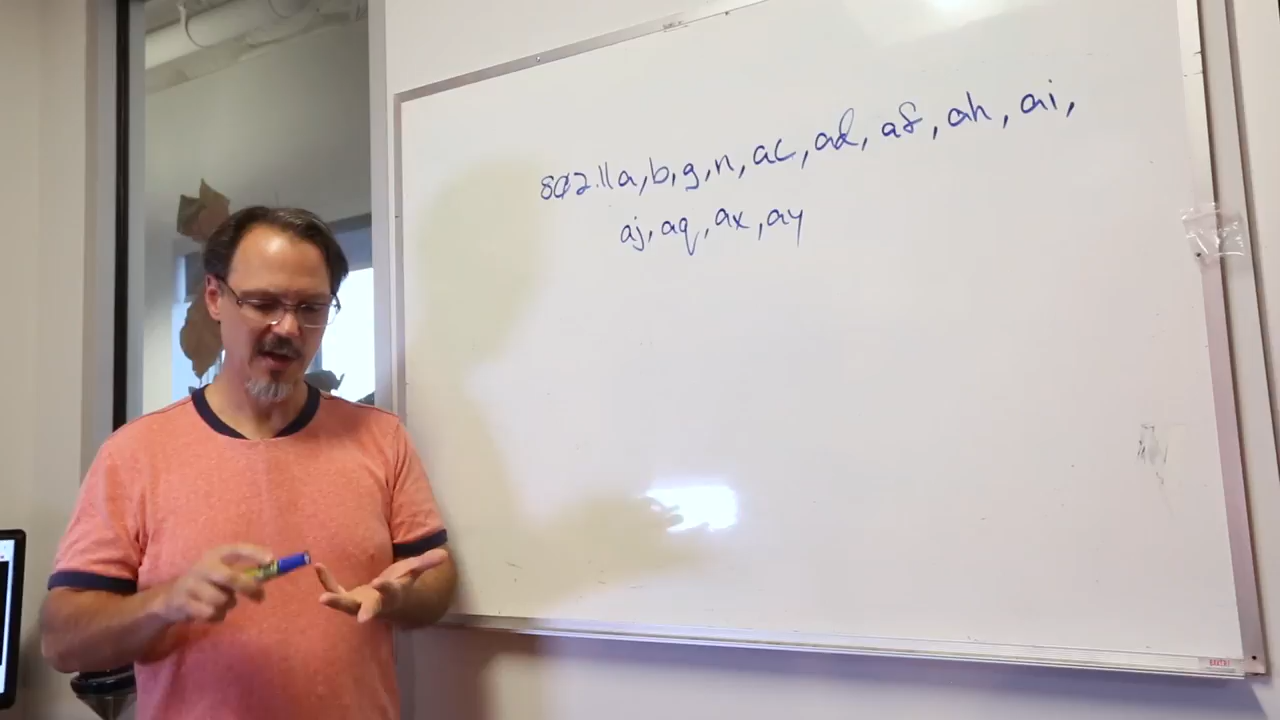 802.11a, b, g, n, ac, ad, af, ah, ai,
aj, aq, ax, ay